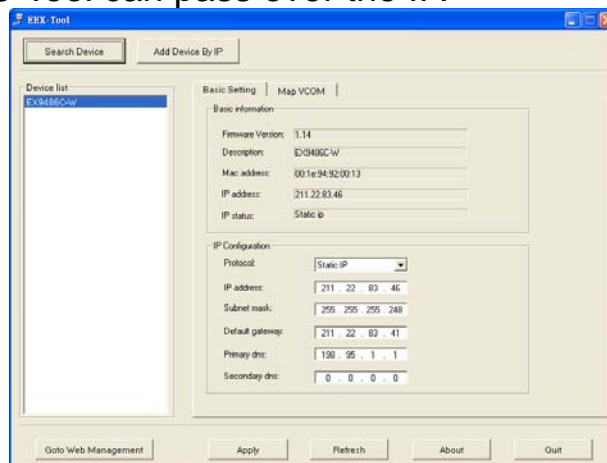 EEX-Tool
Search Device
Add Device By IP
Device list
EX9486C-W
Basic Setting
Map VCOM
Basic information
Firmware Version: 1.14
Description: EX9486C-W
Mac address: 00:1e:94:92:00:13
IP address: 211.22.83.46
IP status: Static ip
IP Configuration
Protocol: Static IP
IP address: 211 . 22 . 83 . 46
Subnet mask: 255 . 255 . 255 . 248
Default gateway: 211 . 22 . 83 . 41
Primary dns: 198 . 95 . 1 . 1
Secondary dns: 0 . 0 . 0 . 0
Goto Web Management
Apply
Refresh
About
Quit